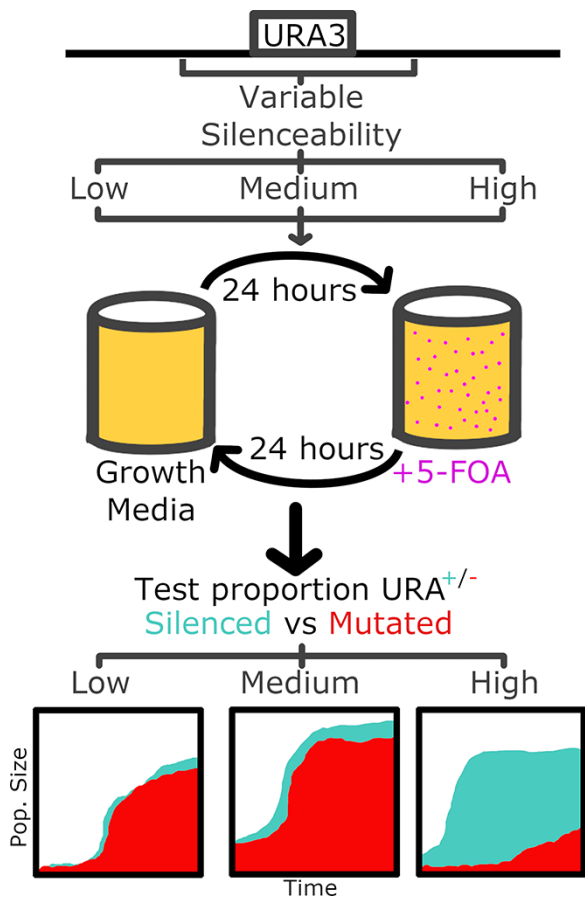 URA3
Variable
Silenceability
Low Medium High
24 hours
24 hours
Growth
Media
+5-FOA
Test proportion URA+/-
Silenced vs Mutated
Low Medium High
Pop. Size
Time